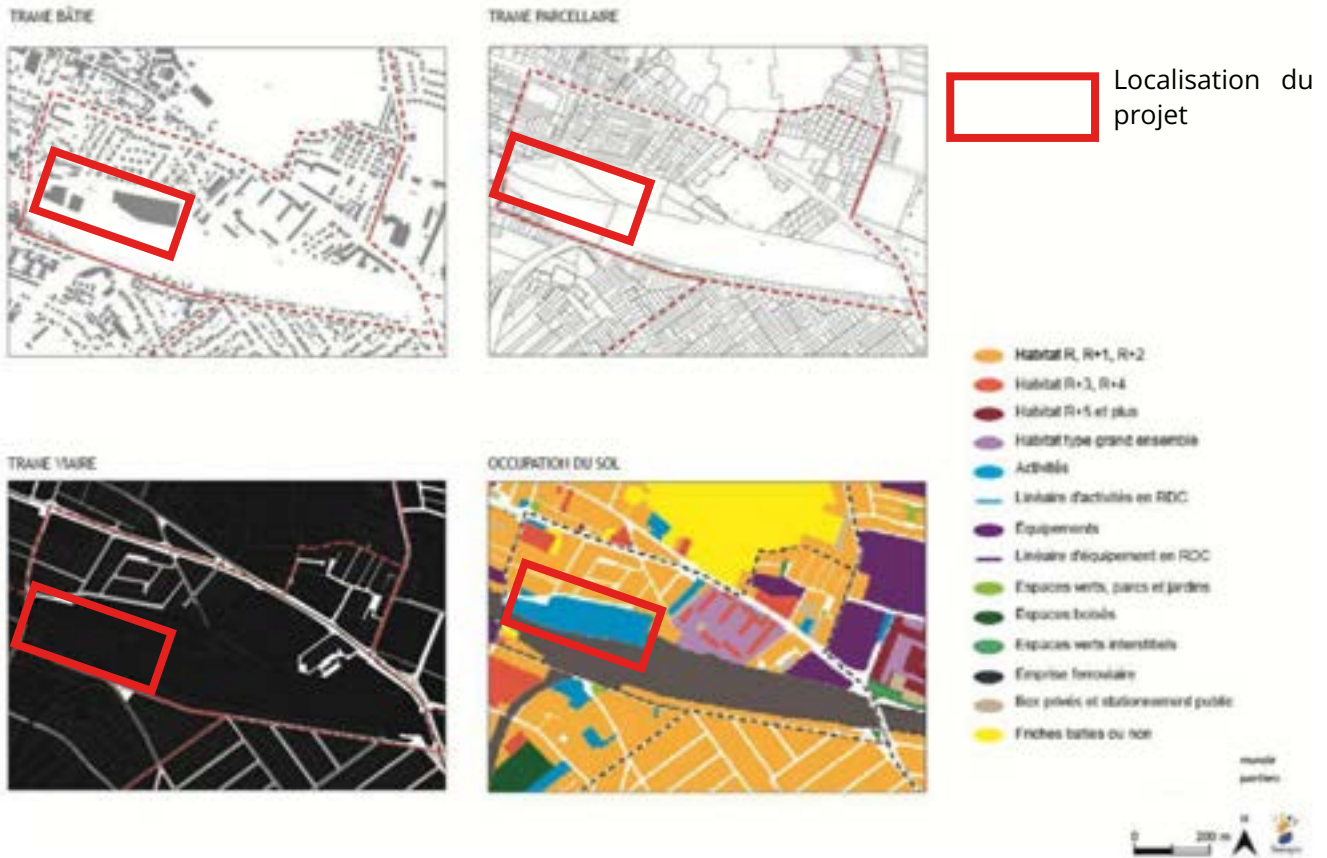 TRAME BÂTIE
TRAME PARCELLAIRE
Localisation du
projet
Habitat R, R+1, R+2
Habitat R+3, R+4
Habitat R+5 et plus
Habitat type grand ensemble
Activités
Linéaire d'activités en RDC
TRAME VIAIRE
OCCUPATION DU SOL
Équipements
Linéaire d'équipement en RDC
Espaces verts, parcs et jardins
Espaces boisés
Espaces verts interstitiels
Emprise ferroviaire
Box privés et stationnement public
Friches baties ou non
0 200 m
N